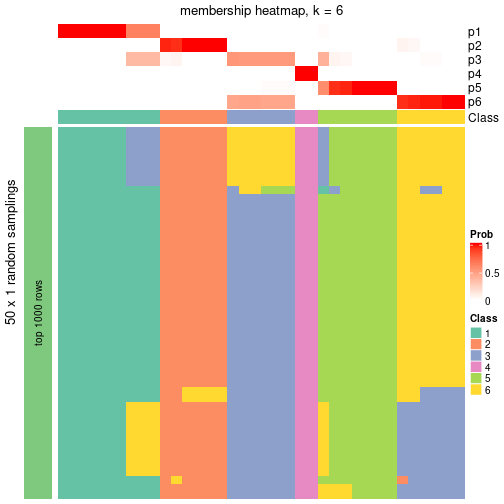 membership heatmap, k = 6
p1
p2
p3
p4
p5
p6
Class
50 x 1 random samplings
top 1000 rows
Prob
1
0.5
0
Class
1
2
3
4
5
6